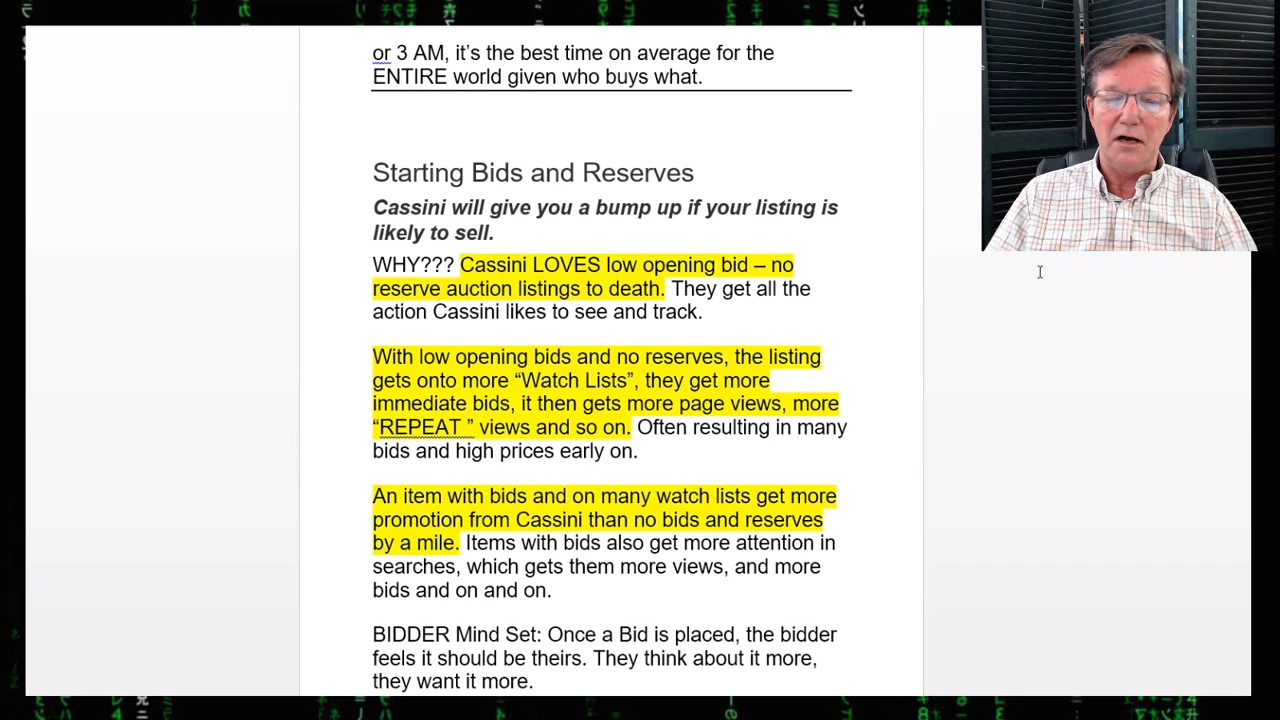 or 3 AM, it’s the best time on average for the
ENTIRE world given who buys what.
Starting Bids and Reserves
Cassini will give you a bump up if your listing is
likely to sell.
WHY??? Cassini LOVES low opening bid – no
reserve auction listings to death. They get all the
action Cassini likes to see and track.
With low opening bids and no reserves, the listing
gets onto more “Watch Lists”, they get more
immediate bids, it then gets more page views, more
“REPEAT ” views and so on. Often resulting in many
bids and high prices early on.
An item with bids and on many watch lists get more
promotion from Cassini than no bids and reserves
by a mile. Items with bids also get more attention in
searches, which gets them more views, and more
bids and on and on.
BIDDER Mind Set: Once a Bid is placed, the bidder
feels it should be theirs. They think about it more,
they want it more.